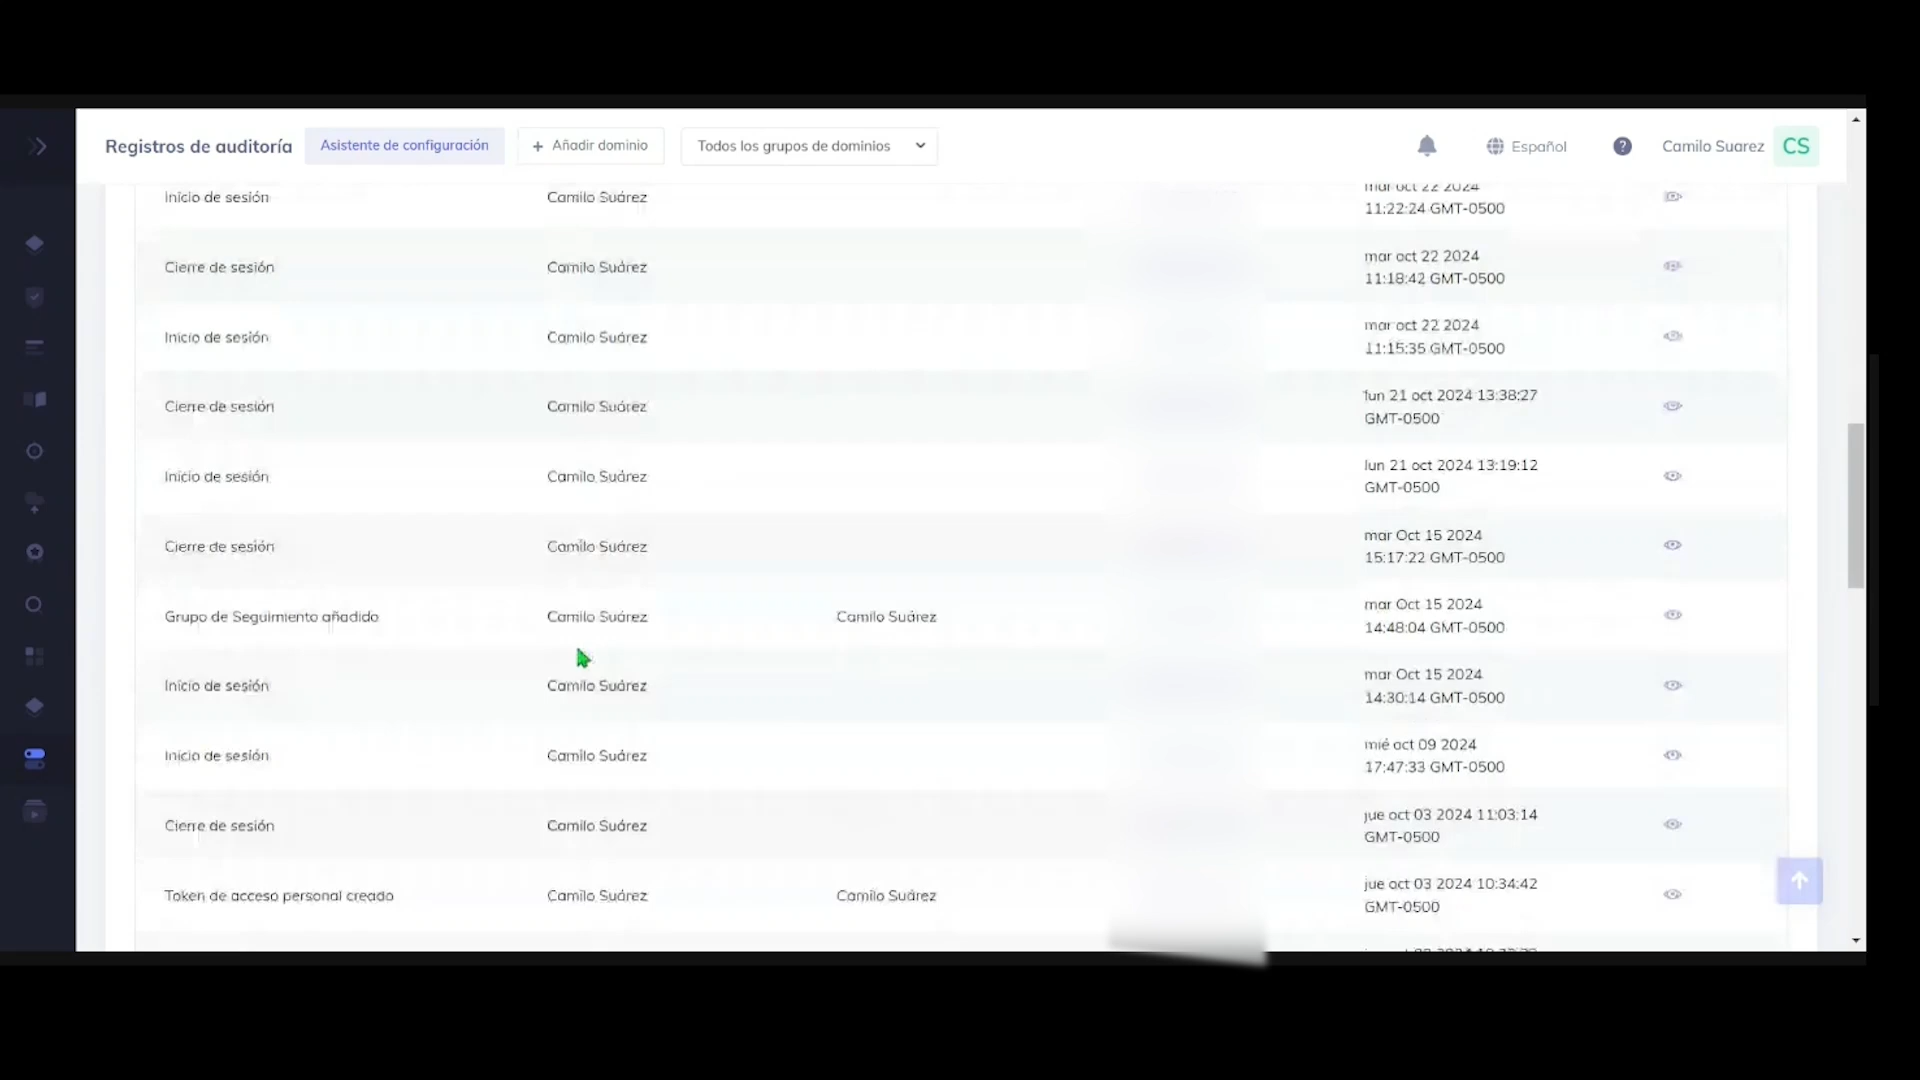 Registros de auditoría
Asistente de configuración
+ Añadir dominio
Todos los grupos de dominios
Español
?
Camilo Suarez
CS
Inicio de sesión
Camilo Suárez
mar oct 22 2024
11:22:24 GMT-0500
Cierre de sesión
Camilo Suárez
mar oct 22 2024
11:18:42 GMT-0500
Inicio de sesión
Camilo Suárez
mar oct 22 2024
11:15:35 GMT-0500
Cierre de sesión
Camilo Suárez
lun 21 oct 2024 13:38:27
GMT-0500
Inicio de sesión
Camilo Suárez
lun 21 oct 2024 13:19:12
GMT-0500
Cierre de sesión
Camilo Suárez
mar Oct 15 2024
15:17:22 GMT-0500
Grupo de Seguimiento añadido
Camilo Suárez
Camilo Suárez
mar Oct 15 2024
14:48:04 GMT-0500
Inicio de sesión
Camilo Suárez
mar Oct 15 2024
14:30:14 GMT-0500
Inicio de sesión
Camilo Suárez
mié oct 09 2024
17:47:33 GMT-0500
Cierre de sesión
Camilo Suárez
jue oct 03 2024 11:03:14
GMT-0500
Token de acceso personal creado
Camilo Suárez
Camilo Suárez
jue oct 03 2024 10:34:42
GMT-0500